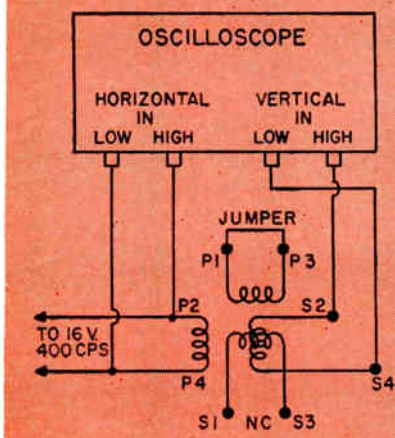 OSCILLOSCOPE
HORIZONTAL IN
LOW HIGH
VERTICAL IN
LOW HIGH
JUMPER
P1 P3
P2
S2
TO 16 V.
400 CPS
P4
S4
S1 NC S3